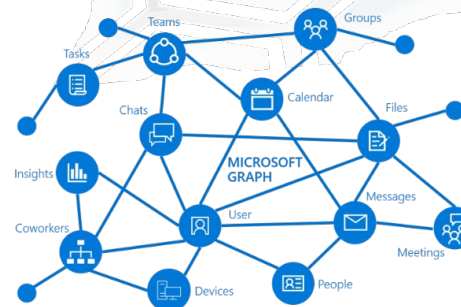 Teams
Groups
Tasks
Calendar
Chats
Files
MICROSOFT
GRAPH
Insights
Messages
User
Coworkers
Meetings
People
Devices